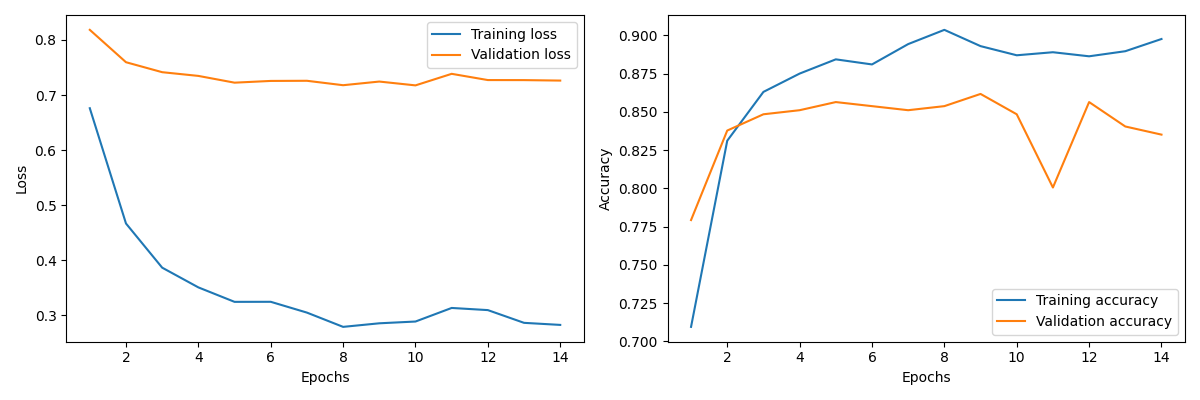 Training loss
Validation loss
0.8
0.7
0.6
0.5
0.4
0.3
Loss
2 4 6 8 10 12 14
Epochs
0.900
0.875
0.850
0.825
0.800
0.775
0.750
0.725
0.700
Accuracy
Training accuracy
Validation accuracy
2 4 6 8 10 12 14
Epochs